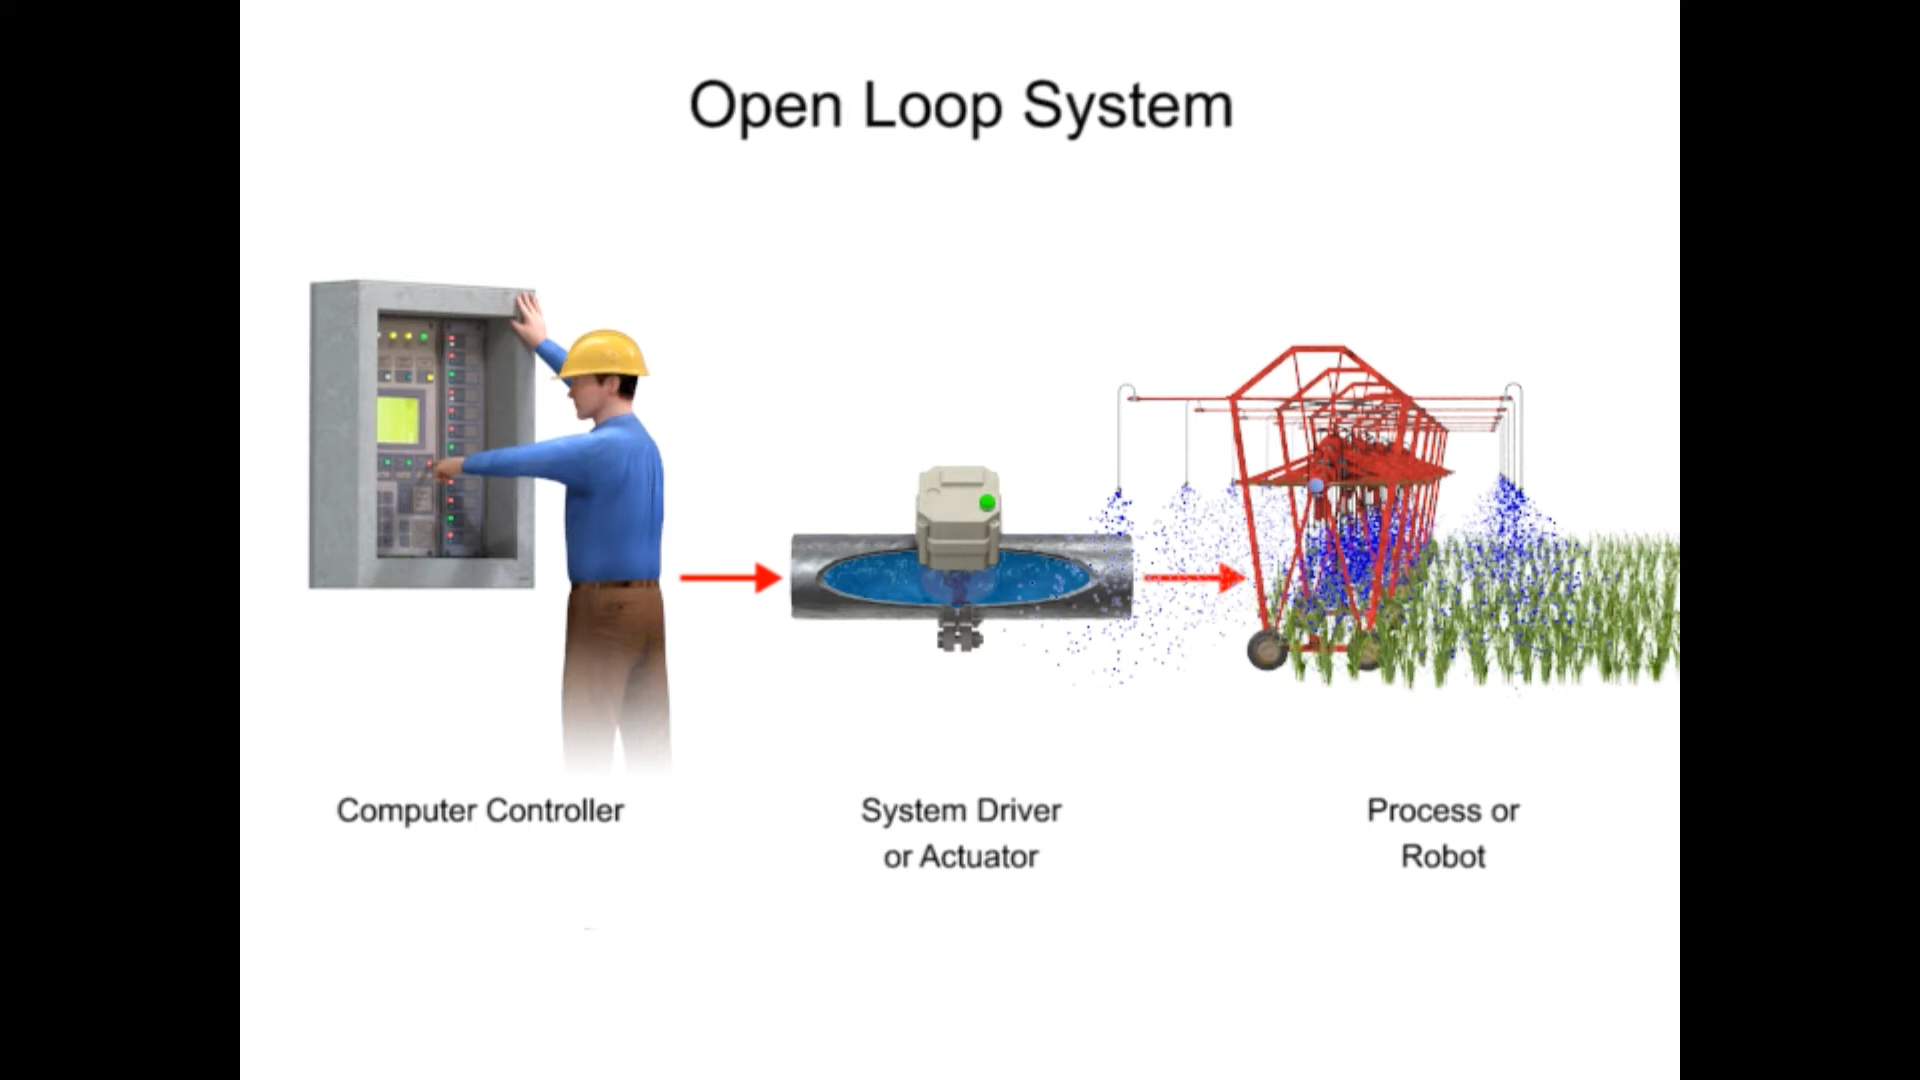 Open Loop System
Computer Controller
System Driver
or Actuator
Process or
Robot